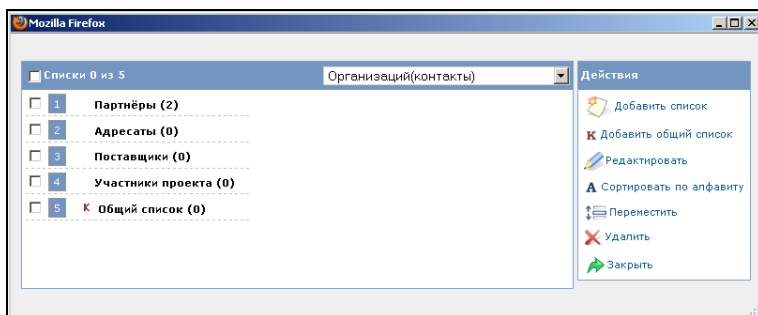 Mozilla Firefox
Списки 0 из 5
Организаций(контакты)
Действия
1 Партнёры (2)
2 Адресаты (0)
3 Поставщики (0)
4 Участники проекта (0)
5 К Общий список (0)
Добавить список
К Добавить общий список
Редактировать
А Сортировать по алфавиту
Переместить
Удалить
Закрыть